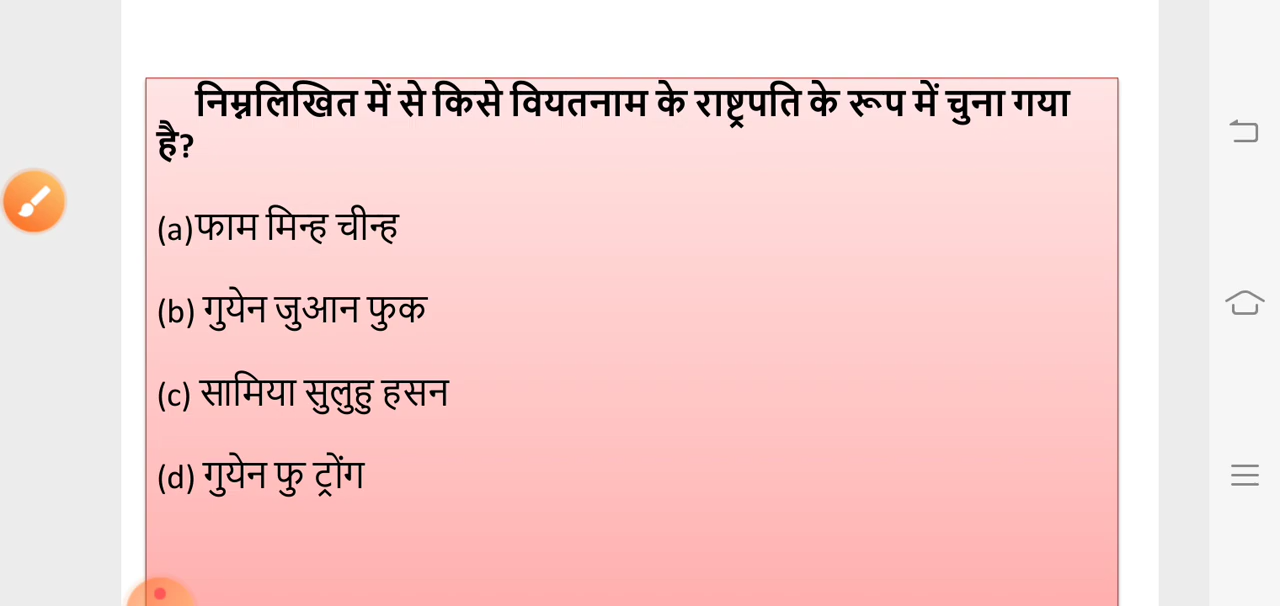 निम्नलिखित में से किसे वियतनाम के राष्ट्रपति के रूप में चुना गया
है?
(a)फाम मिन्ह चीन्ह
(b) गुयेन जुआन फुक
(c) सामिया सुलुहु हसन
(d) गुयेन फु ट्रोंग